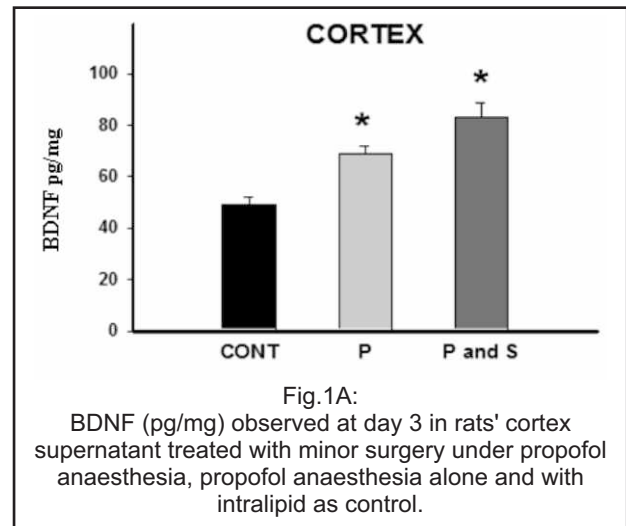 CORTEX
100
80
60
40
20
0
BDNF pg/mg
*
*
CONT P P and S
Fig.1A:
BDNF (pg/mg) observed at day 3 in rats' cortex
supernatant treated with minor surgery under propofol
anaesthesia, propofol anaesthesia alone and with
intralipid as control.